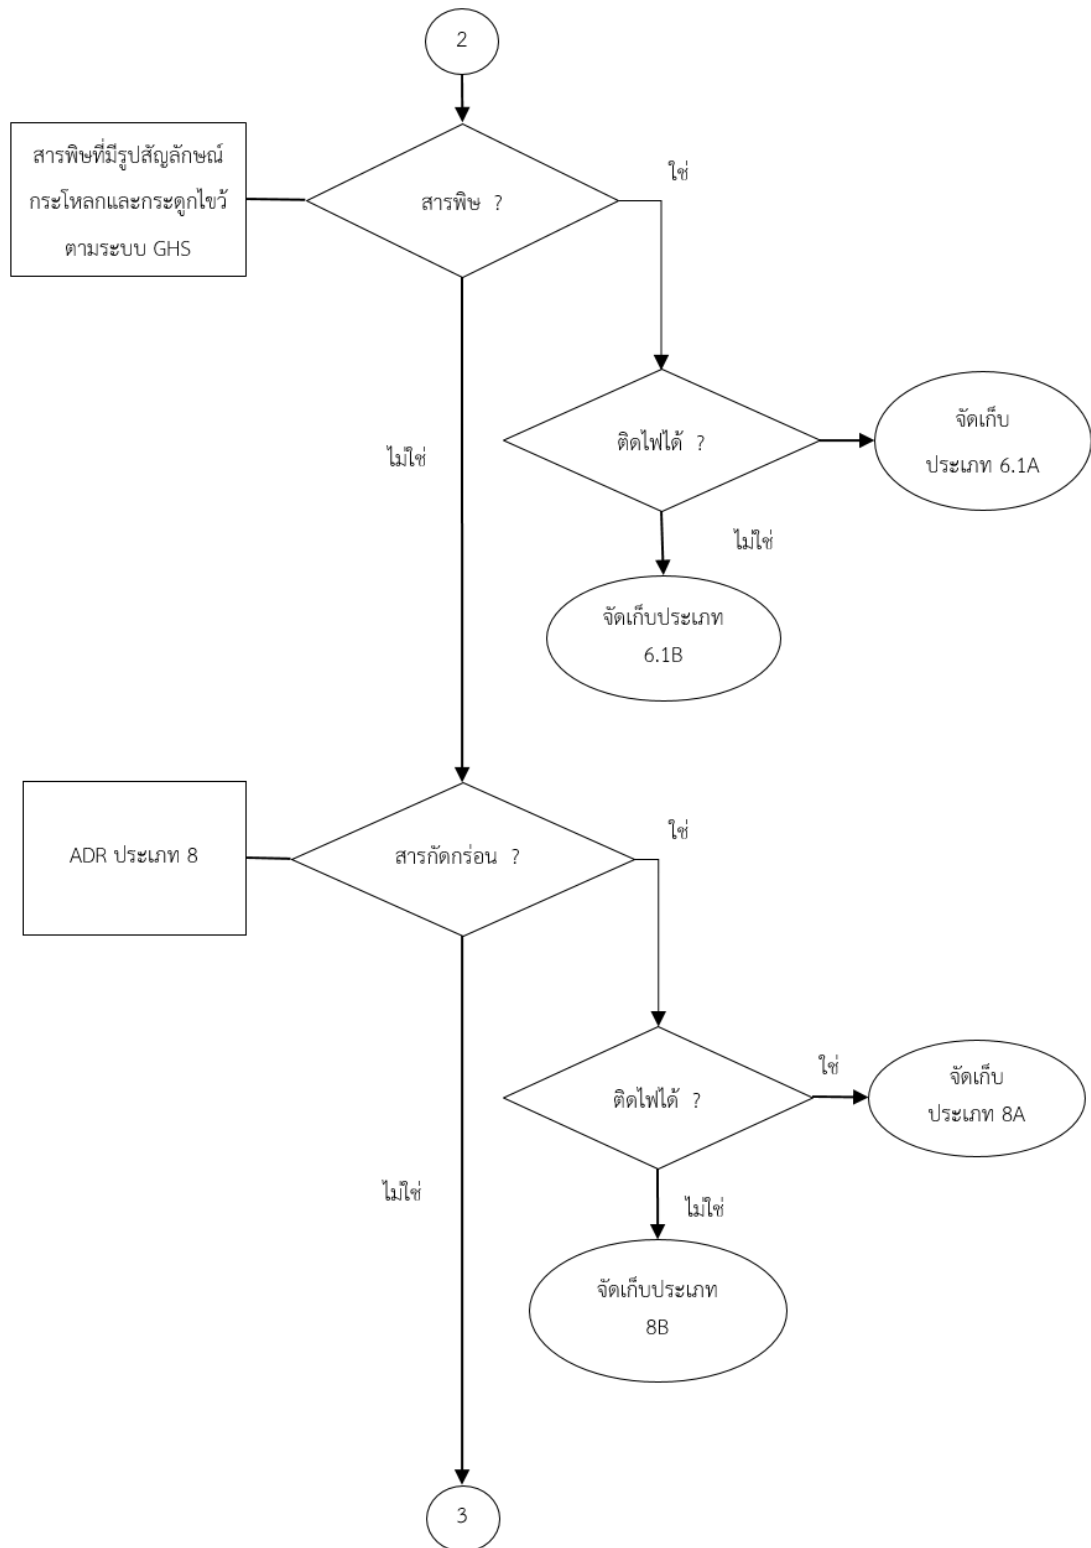 2
สารพิษที่มีรูปสัญลักษณ์
กระโหลกและกระดูกไขว้
ตามระบบ GHS
สารพิษ ?
ใช่
ติดไฟได้ ?
จัดเก็บ
ประเภท 6.1A
ไม่ใช่
ไม่ใช่
จัดเก็บประเภท
6.1B
ADR ประเภท 8
สารกัดกร่อน ?
ใช่
ติดไฟได้ ?
ใช่
จัดเก็บ
ประเภท 8A
ไม่ใช่
ไม่ใช่
จัดเก็บประเภท
8B
3